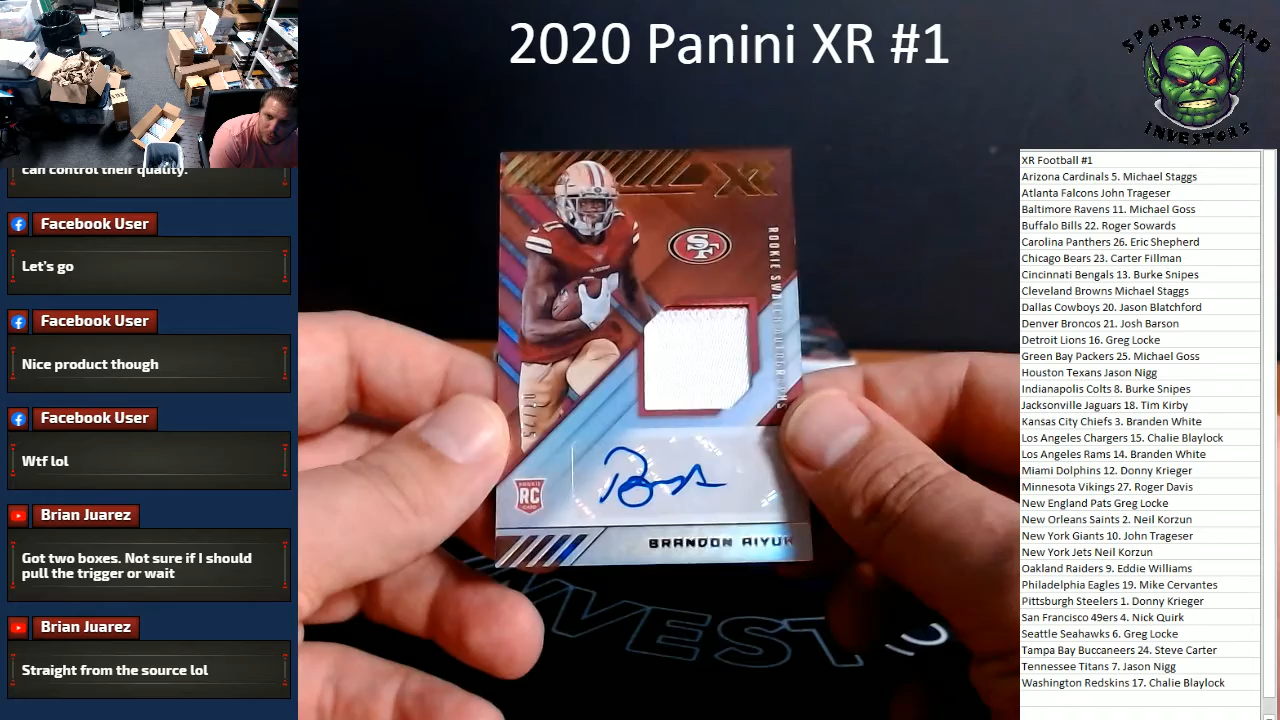 2020 Panini XR #1
SPORTS CARD
INVESTORS
can control their quality.
Facebook User
Let's go
Facebook User
Nice product though
Facebook User
Wtf lol
Brian Juarez
Got two boxes. Not sure if I should
pull the trigger or wait
Brian Juarez
Straight from the source lol
XR
SF
ROOKIE SWATCH AUTOGRAPHS
ROOKIE
RC
CARD
BRANDON AIYUK
INVESTO
XR Football #1
Arizona Cardinals 5. Michael Staggs
Atlanta Falcons John Trageser
Baltimore Ravens 11. Michael Goss
Buffalo Bills 22. Roger Sowards
Carolina Panthers 26. Eric Shepherd
Chicago Bears 23. Carter Fillman
Cincinnati Bengals 13. Burke Snipes
Cleveland Browns Michael Staggs
Dallas Cowboys 20. Jason Blatchford
Denver Broncos 21. Josh Barson
Detroit Lions 16. Greg Locke
Green Bay Packers 25. Michael Goss
Houston Texans Jason Nigg
Indianapolis Colts 8. Burke Snipes
Jacksonville Jaguars 18. Tim Kirby
Kansas City Chiefs 3. Branden White
Los Angeles Chargers 15. Chalie Blaylock
Los Angeles Rams 14. Branden White
Miami Dolphins 12. Donny Krieger
Minnesota Vikings 27. Roger Davis
New England Pats Greg Locke
New Orleans Saints 2. Neil Korzun
New York Giants 10. John Trageser
New York Jets Neil Korzun
Oakland Raiders 9. Eddie Williams
Philadelphia Eagles 19. Mike Cervantes
Pittsburgh Steelers 1. Donny Krieger
San Francisco 49ers 4. Nick Quirk
Seattle Seahawks 6. Greg Locke
Tampa Bay Buccaneers 24. Steve Carter
Tennessee Titans 7. Jason Nigg
Washington Redskins 17. Chalie Blaylock